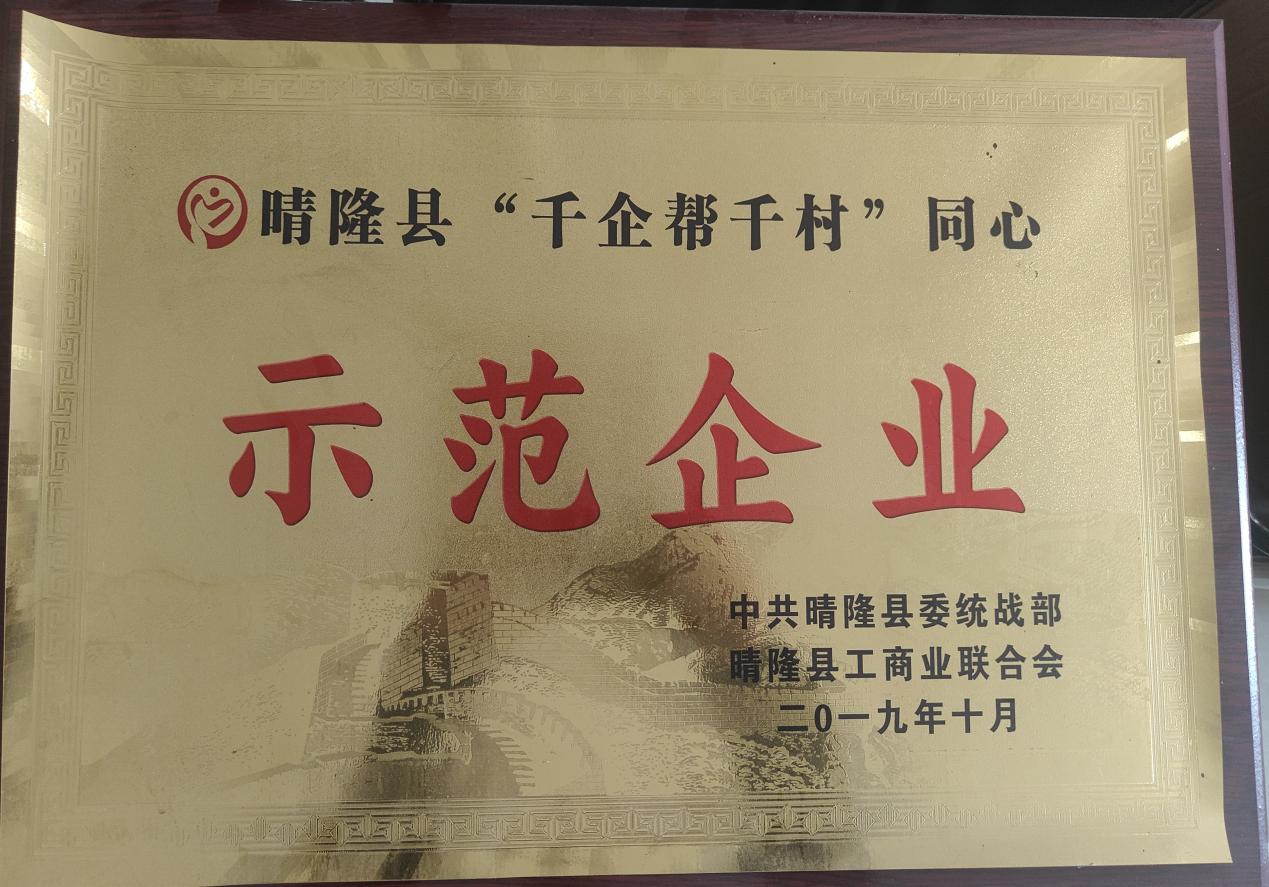 晴隆县“千企帮千村”同心
示范企业
中共晴隆县委统战部
晴隆县工商业联合会
二0一九年十月